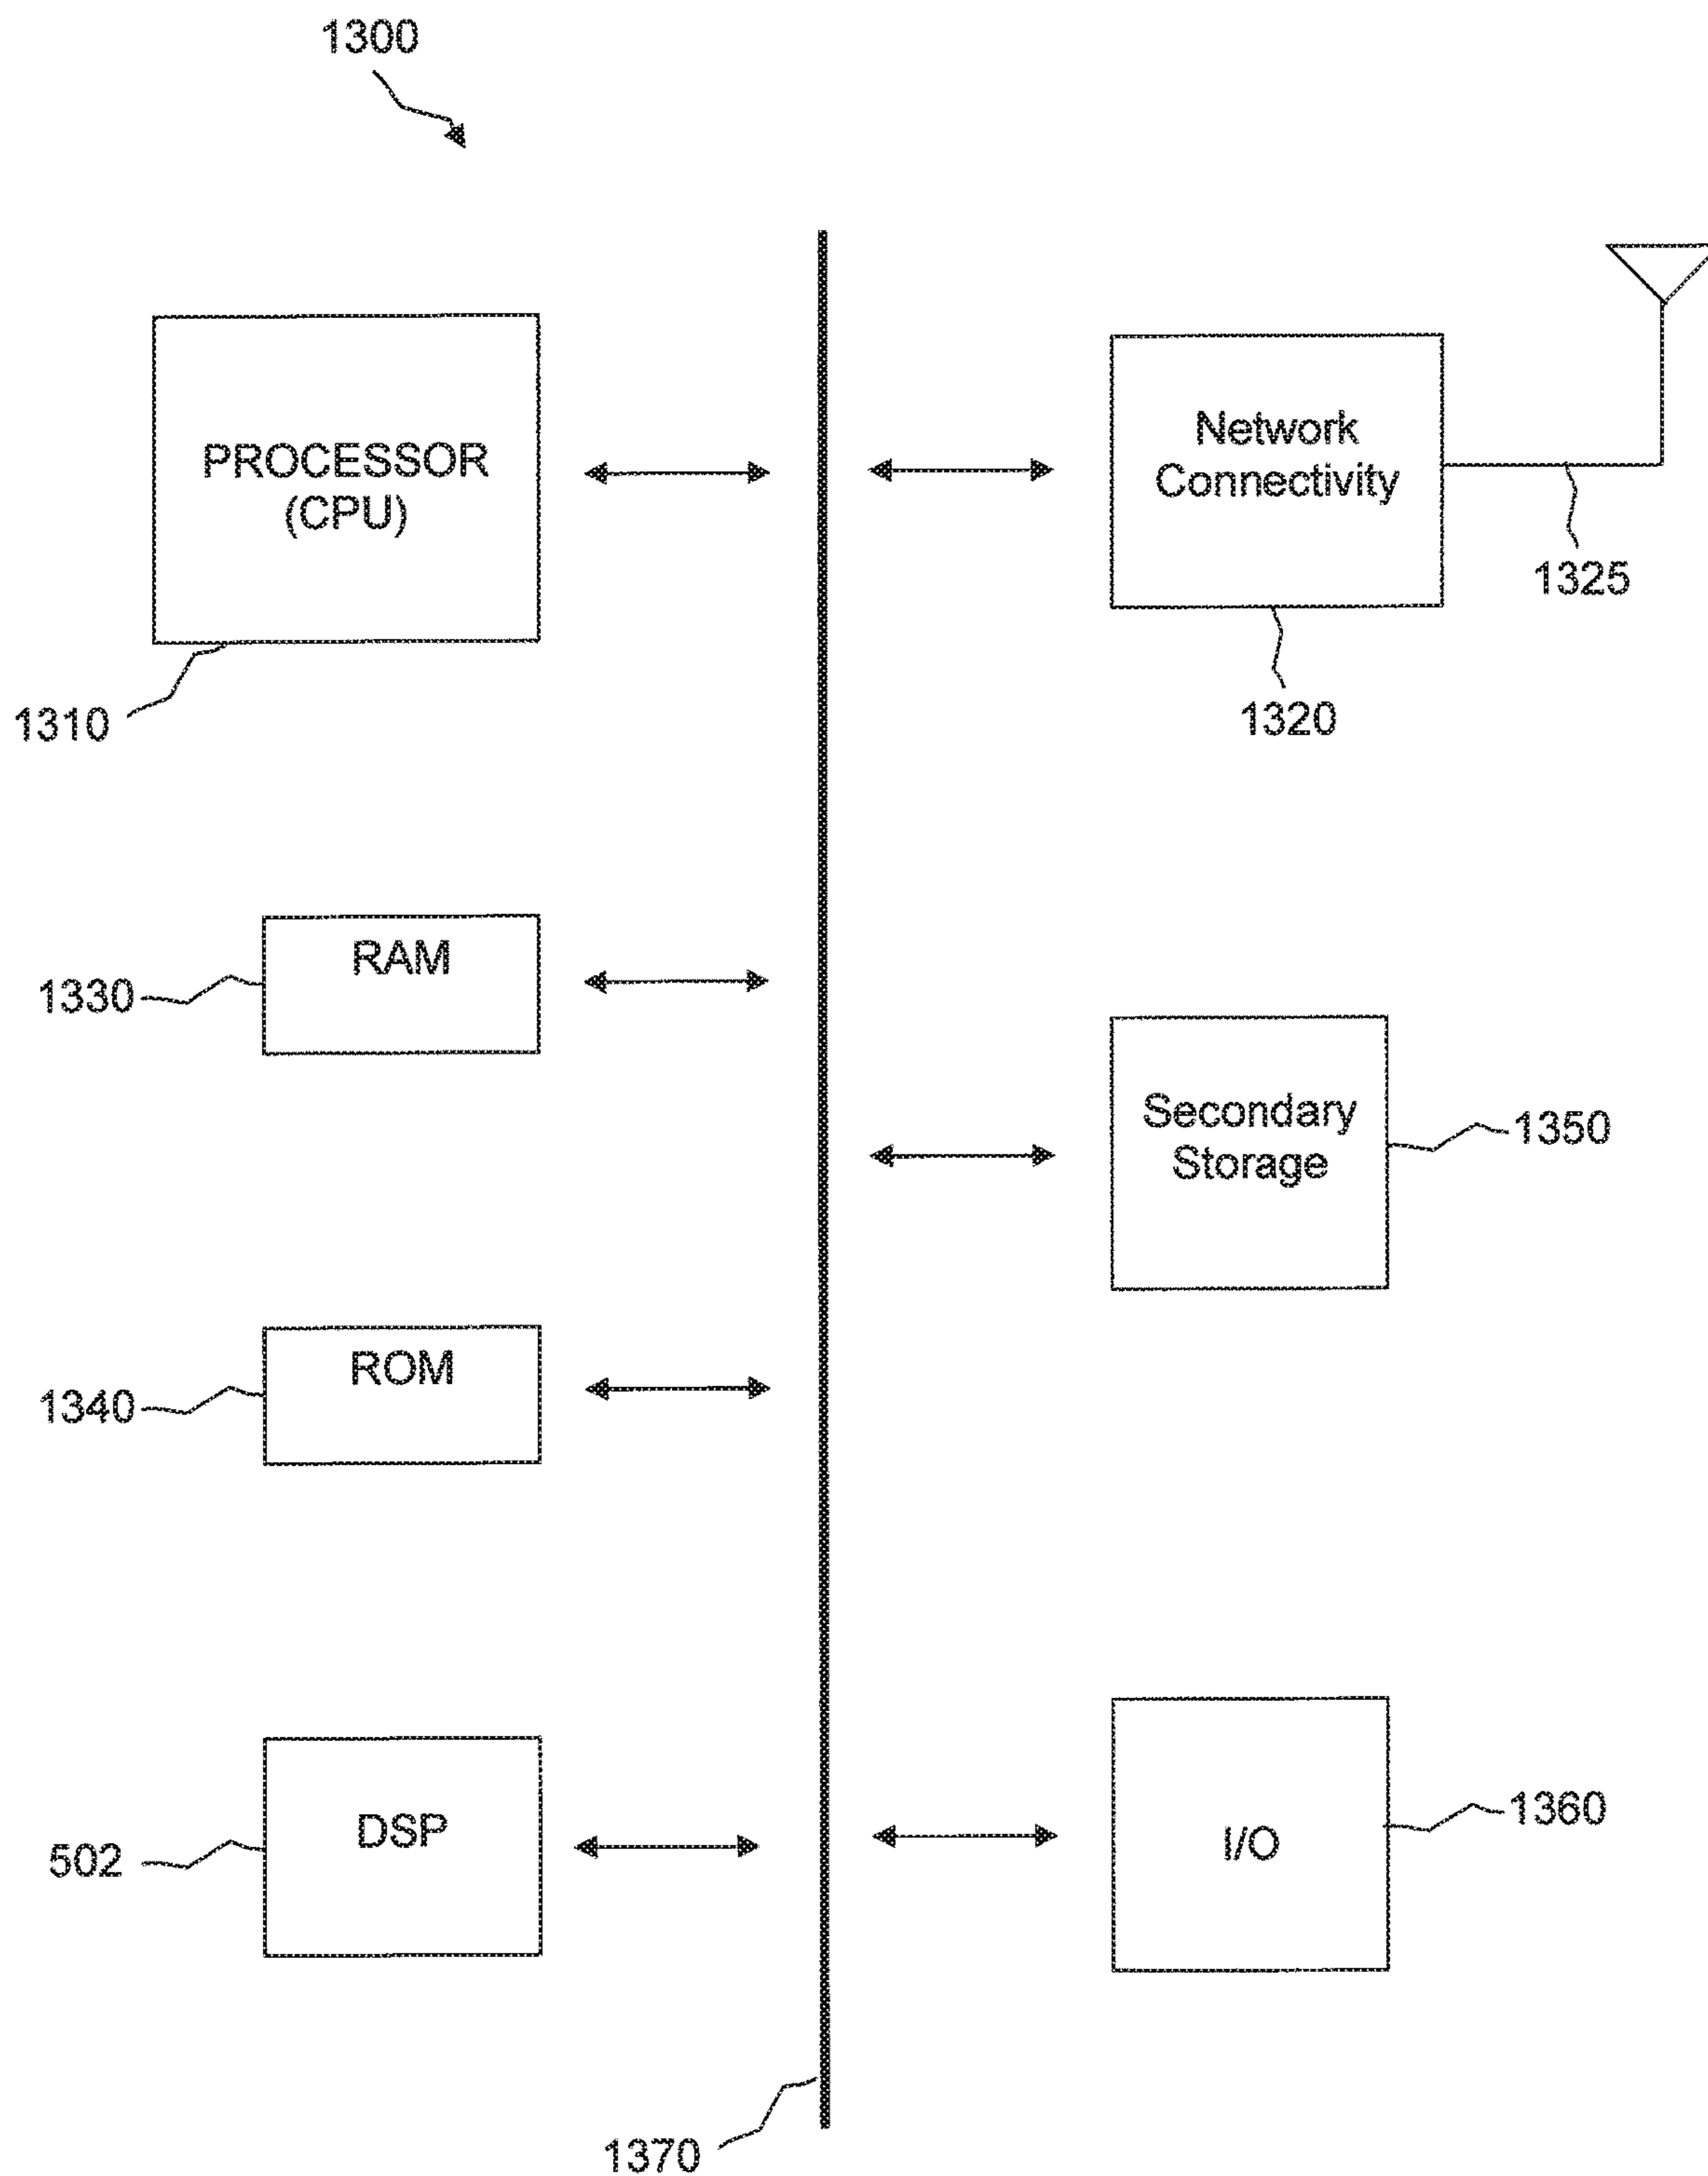 1300
PROCESSOR
(CPU)
1310
Network
Connectivity
1325
1320
RAM
1330
Secondary
Storage
1350
ROM
1340
DSP
502
I/O
1360
1370